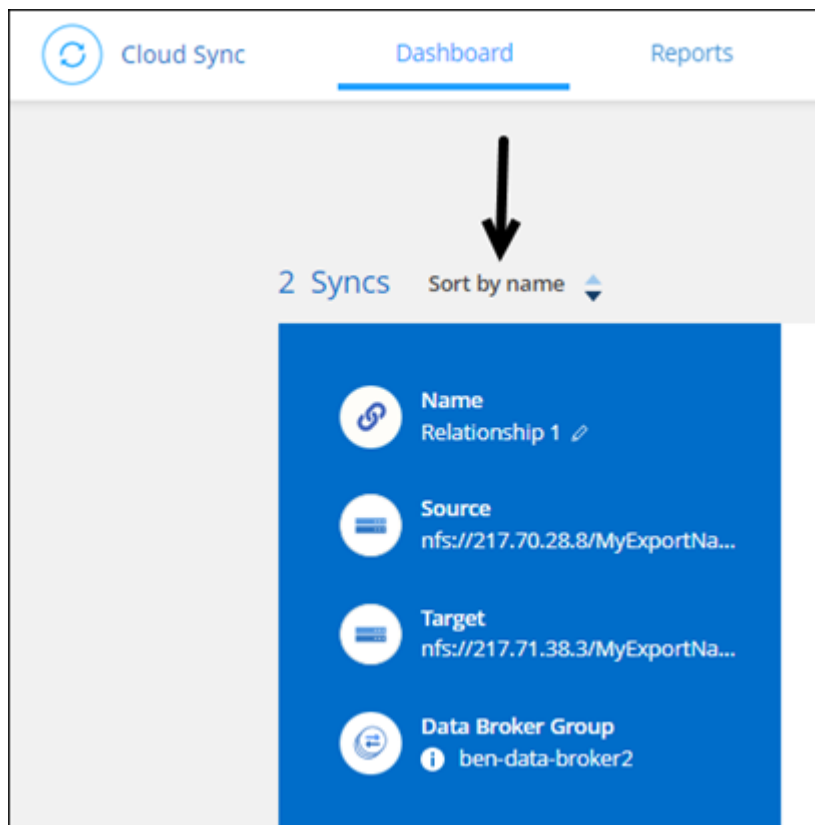 Cloud Sync Dashboard Reports
2 Syncs Sort by name
Name
Relationship 1
Source
nfs://217.70.28.8/MyExportNa...
Target
nfs://217.71.38.3/MyExportNa...
Data Broker Group
i ben-data-broker2